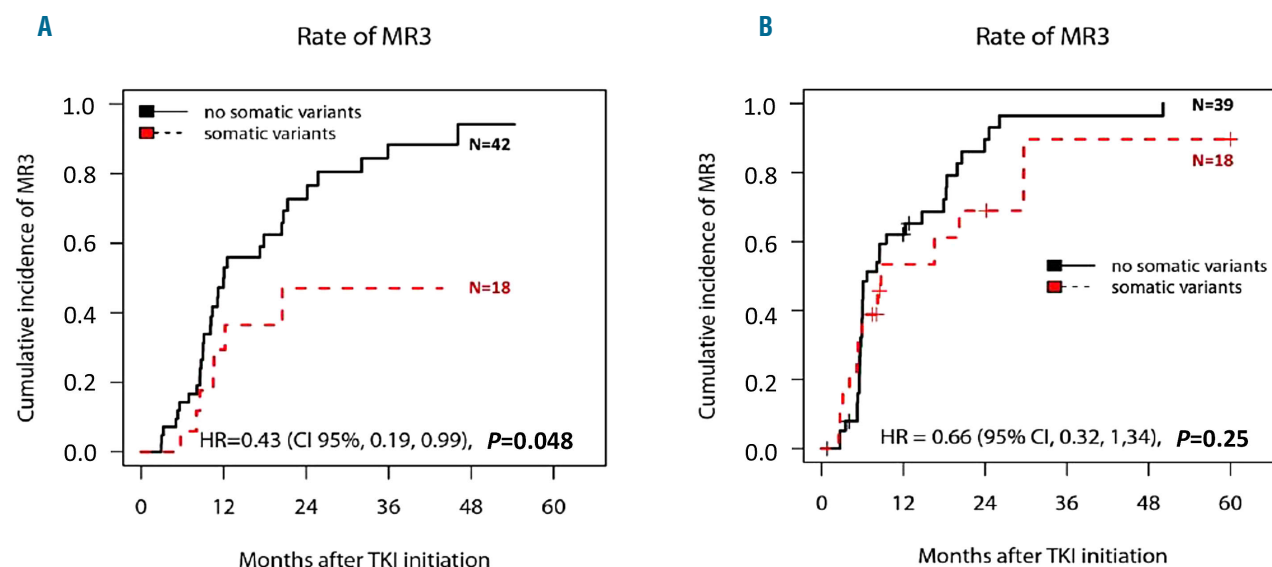 A
Rate of MR3
no somatic variants
somatic variants
N=42
N=18
HR=0.43 (CI 95%, 0.19, 0.99), P=0.048
Cumulative incidence of MR3
1.0
0.8
0.6
0.4
0.2
0.0
0 12 24 36 48 60
Months after TKI initiation
B
Rate of MR3
N=39
N=18
no somatic variants
somatic variants
HR = 0.66 (95% CI, 0.32, 1,34), P=0.25
Cumulative incidence of MR3
1.0
0.8
0.6
0.4
0.2
0.0
0 12 24 36 48 60
Months after TKI initiation